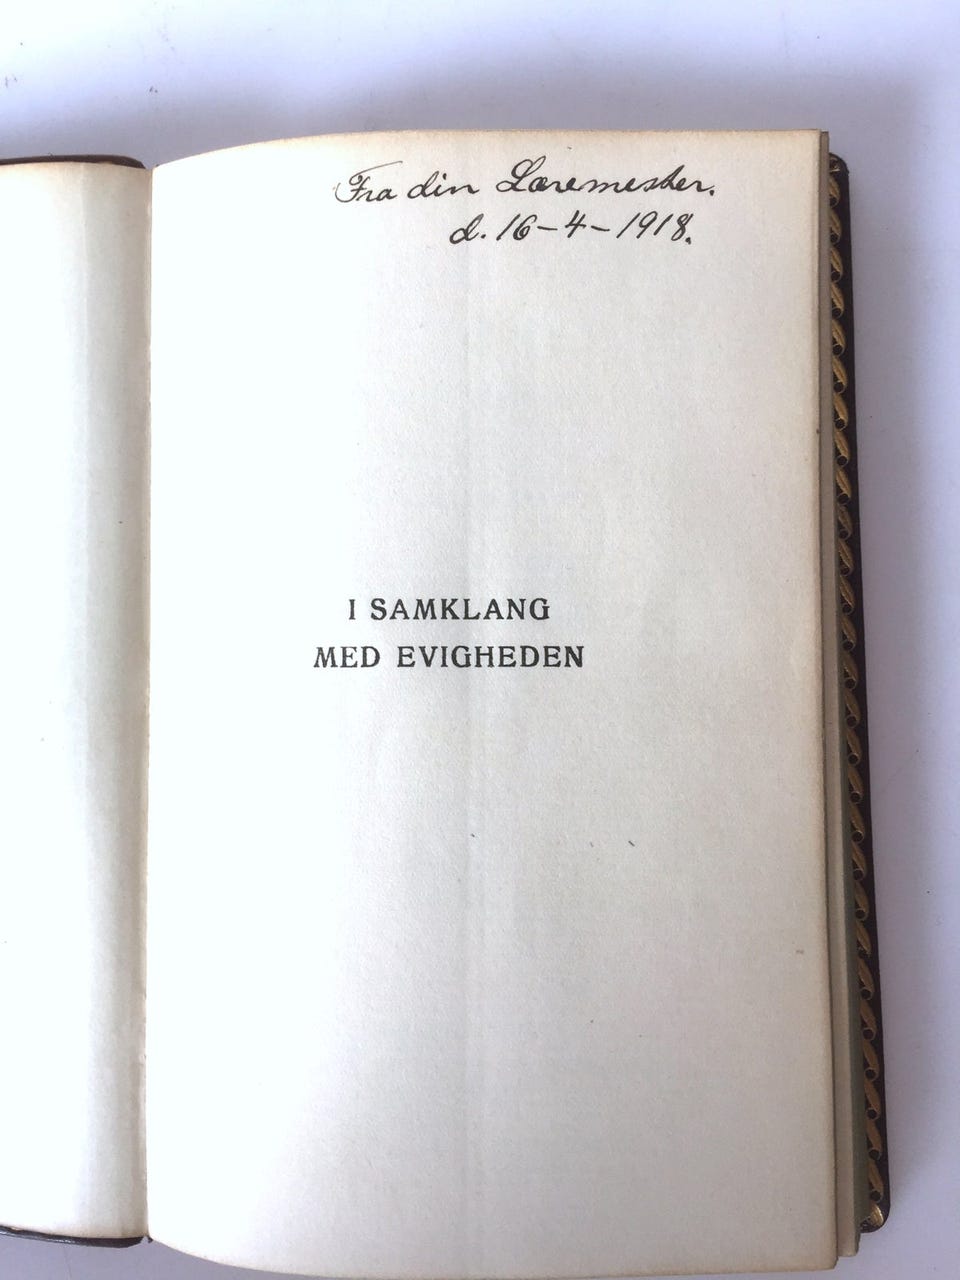 Fra din Læremester.
d. 16-4-1918.
I SAMKLANG
MED EVIGHEDEN